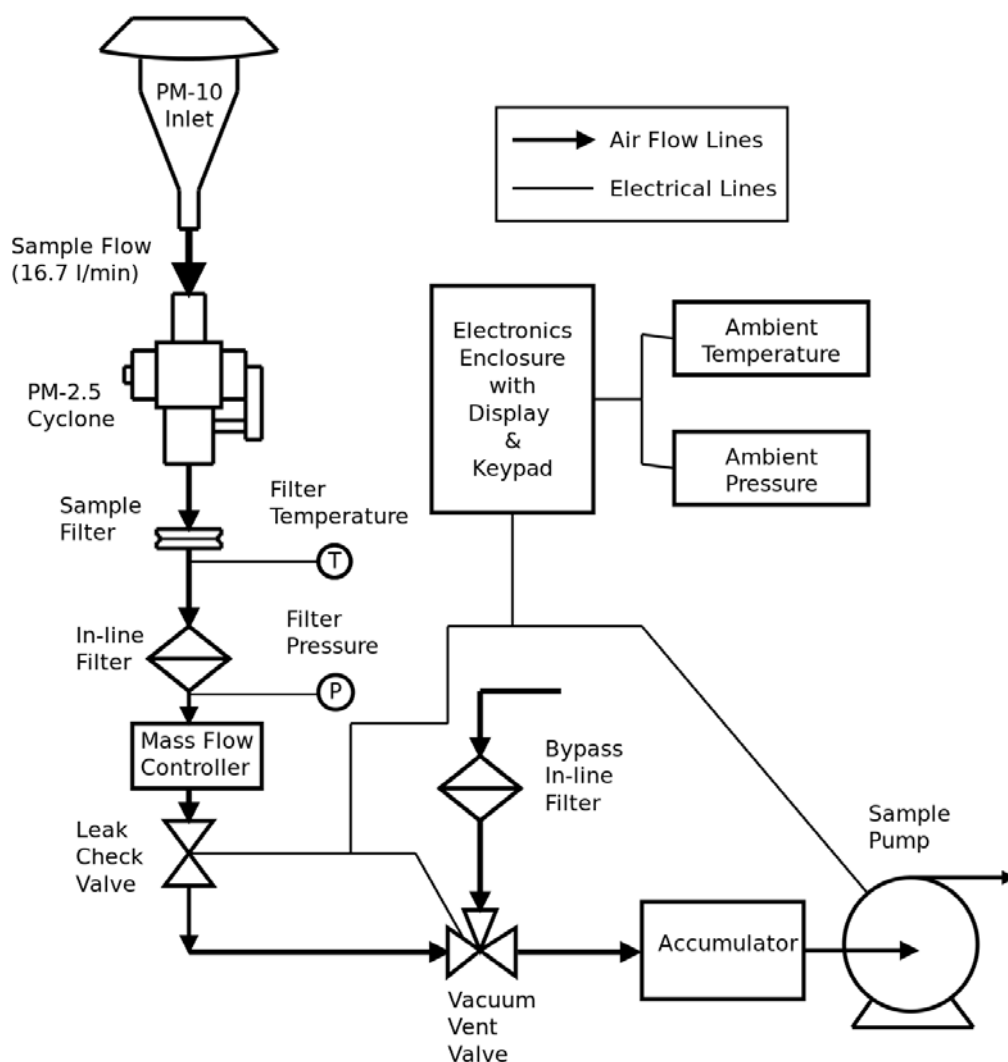 PM-10
Inlet
Air Flow Lines
Electrical Lines
Sample Flow
(16.7 l/min)
Electronics
Enclosure
with
Display
&
Keypad
Ambient
Temperature
PM-2.5
Cyclone
Ambient
Pressure
Sample
Filter
Filter
Temperature
T
In-line
Filter
Filter
Pressure
P
Mass Flow
Controller
Bypass
In-line
Filter
Leak
Check
Valve
Sample
Pump
Accumulator
Vacuum
Vent
Valve